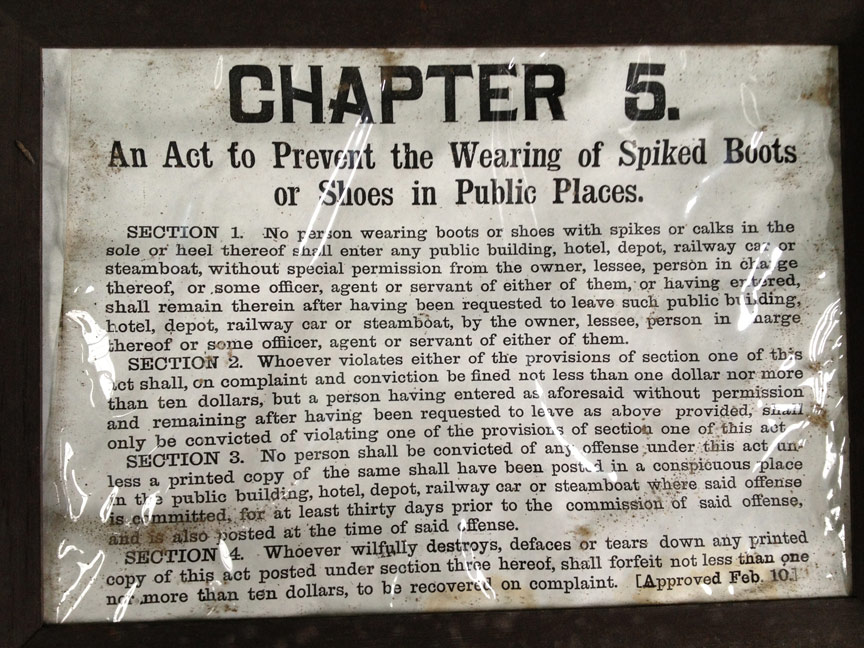 CHAPTER 5.
An Act to Prevent the Wearing of Spiked Boots
or Shoes in Public Places.
SECTION 1. No person wearing boots or shoes with spikes or calks in the
sole or heel thereof shall enter any public building, hotel, depot, railway car or
steamboat, without special permission from the owner, lessee, person in charge
thereof, or some officer, agent or servant of either of them, or having entered,
shall remain therein after having been requested to leave such public building,
hotel, depot, railway car or steamboat, by the owner, lessee, person in charge
thereof or some offiicer, agent or servant of either of them.
SECTION 2. Whoever violates either of the provisions of section one of this
act shall, on complaint and conviction be fined not less than one dollar nor more
than ten dollars, but a person having entered as aforesaid without permission
and remaining after having been requested to leave as above provided, shall
only be convicted of violating one of the provisions of section one of this act
SECTION 3. No person shall be convicted of any offense under this act un-
less a printed copy of the same shall have been posted in a conspicuous place
in the public building, hotel, depot, railway car or steamboat where said offense
is committed, for at least thirty days prior to the commission of said offense,
and is also posted at the time of said offense.
SECTION 4. Whoever wilfully destroys, defaces or tears down any printed
copy of this act posted under section three hereof, shall forfeit not less than one
nor more than ten dollars, to be recovered on complaint. [Approved Feb. 10.]